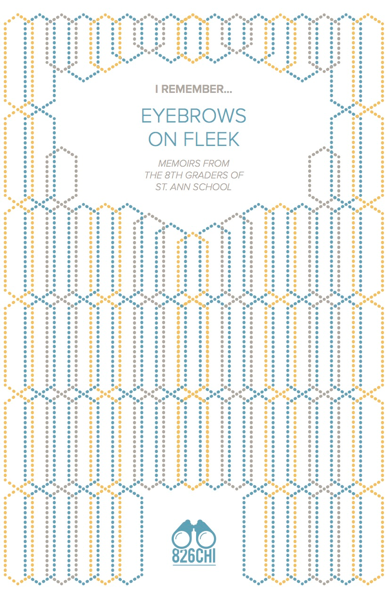 I REMEMBER...
EYEBROWS
ON FLEEK
MEMOIRS FROM
THE 8TH GRADERS OF
ST. ANN SCHOOL
826CHI